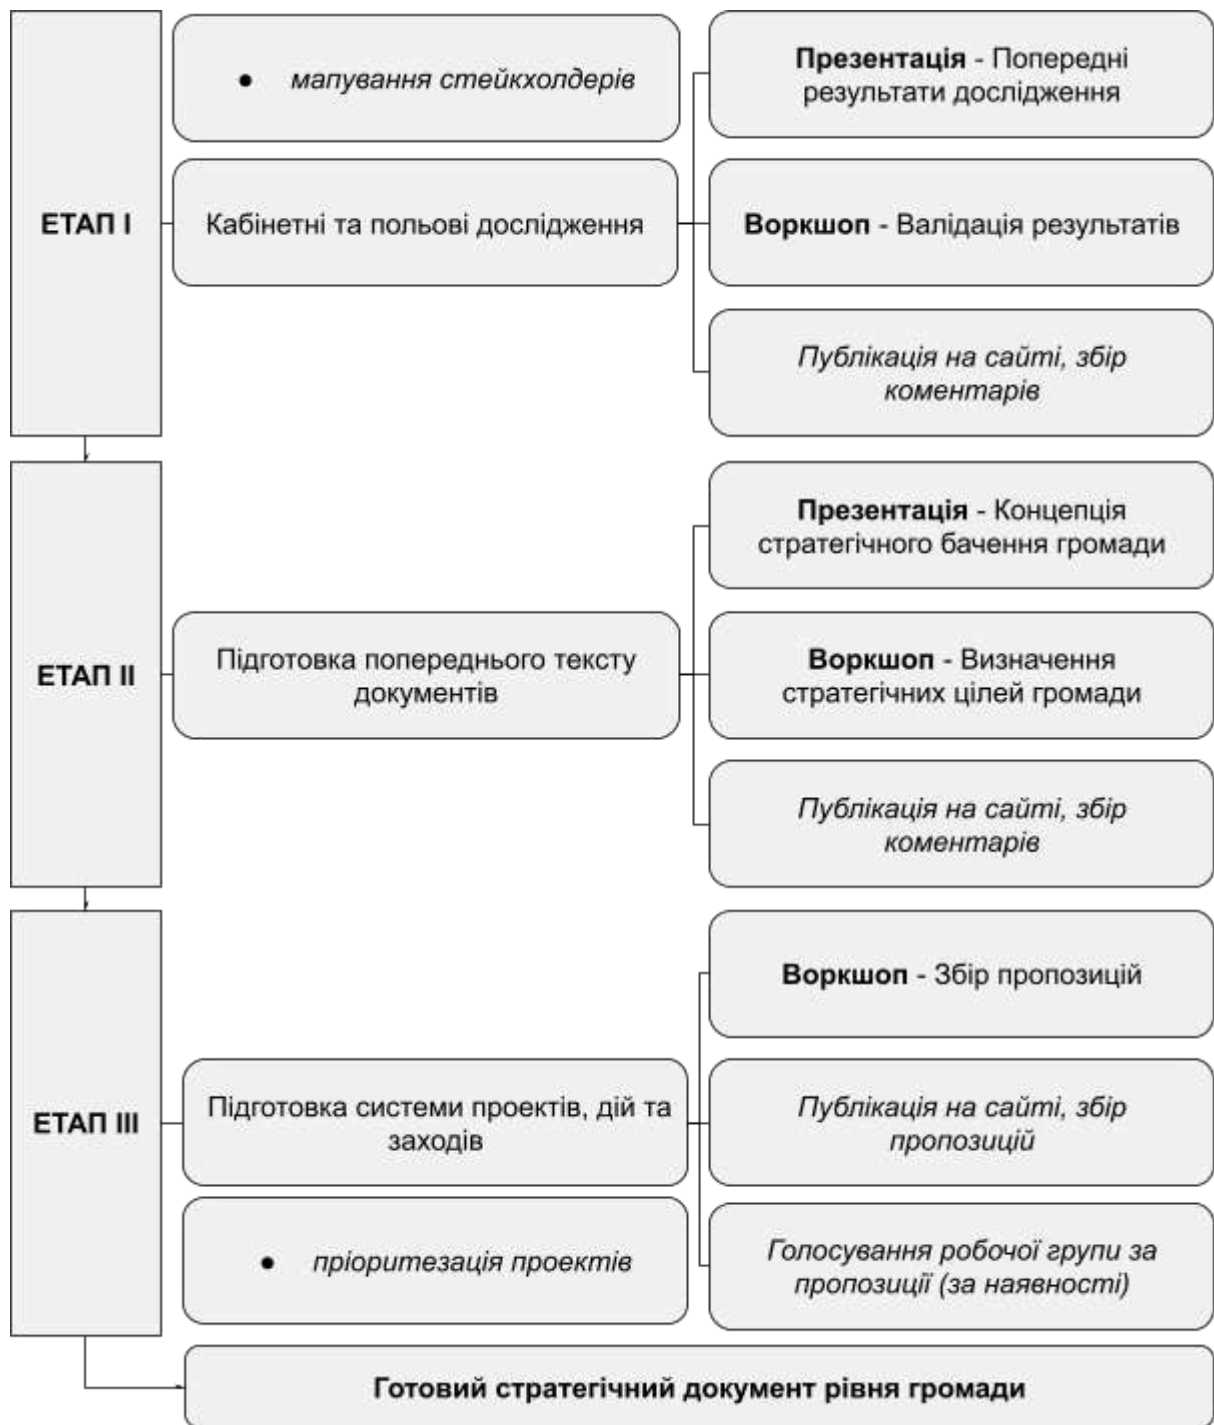 ЕТАП I
● мапування стейкхолдерів
Кабінетні та польові дослідження
Презентація - Попередні
результати дослідження
Воркшоп - Валідація результатів
Публікація на сайті, збір
коментарів
ЕТАП II
Підготовка попереднього тексту
документів
Презентація - Концепція
стратегічного бачення громади
Воркшоп - Визначення
стратегічних цілей громади
Публікація на сайті, збір
коментарів
ЕТАП III
Підготовка системи проектів, дій та
заходів
● пріоритезація проектів
Воркшоп - Збір пропозицій
Публікація на сайті, збір
пропозицій
Голосування робочої групи за
пропозиції (за наявності)
Готовий стратегічний документ рівня громади